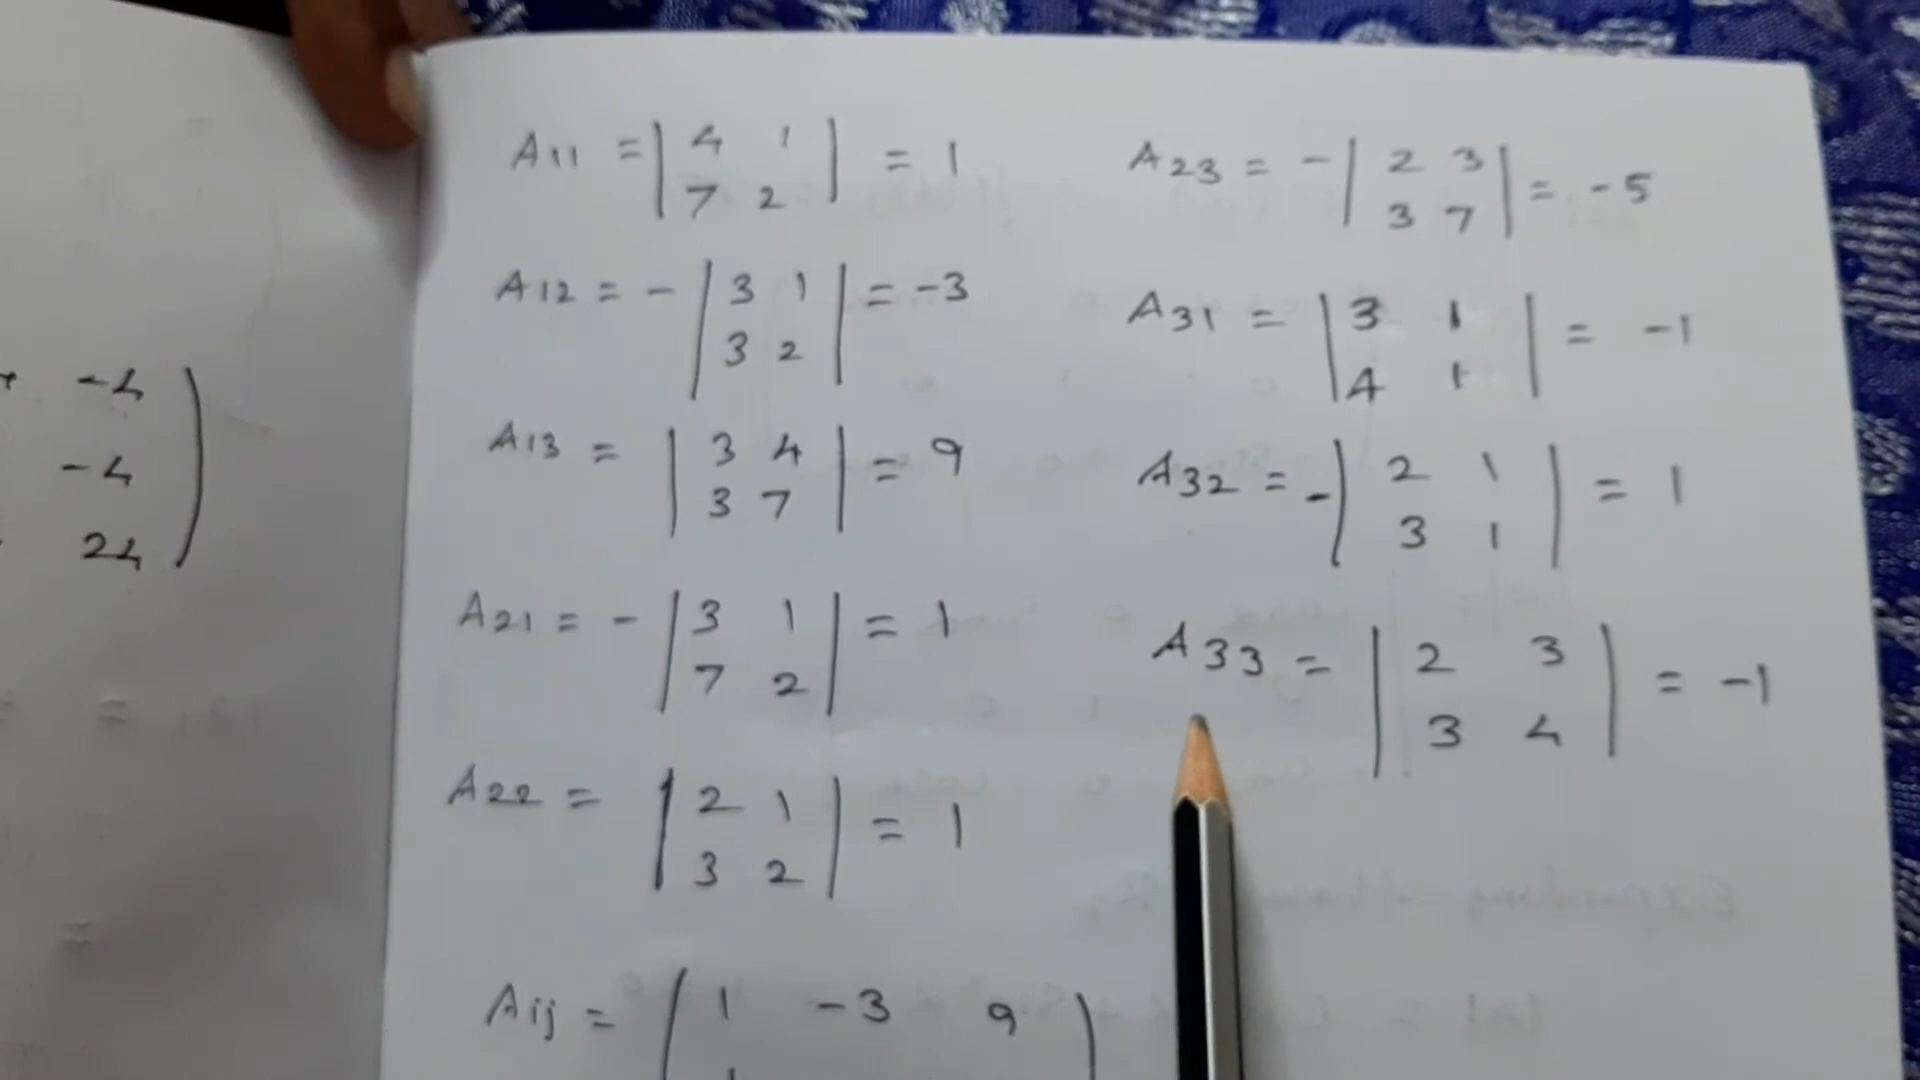 -4
-4
24
A11 = | 4 1 | = 1
| 7 2 |
A12 = - | 3 1 | = -3
| 3 2 |
A13 = | 3 4 | = 9
| 3 7 |
A21 = - | 3 1 | = 1
| 7 2 |
A22 = | 2 1 | = 1
| 3 2 |
Aij = ( 1 -3 9 )
A23 = - | 2 3 | = -5
| 3 7 |
A31 = | 3 1 | = -1
| 4 1 |
A32 = - | 2 1 | = 1
| 3 1 |
A33 = | 2 3 | = -1
| 3 4 |